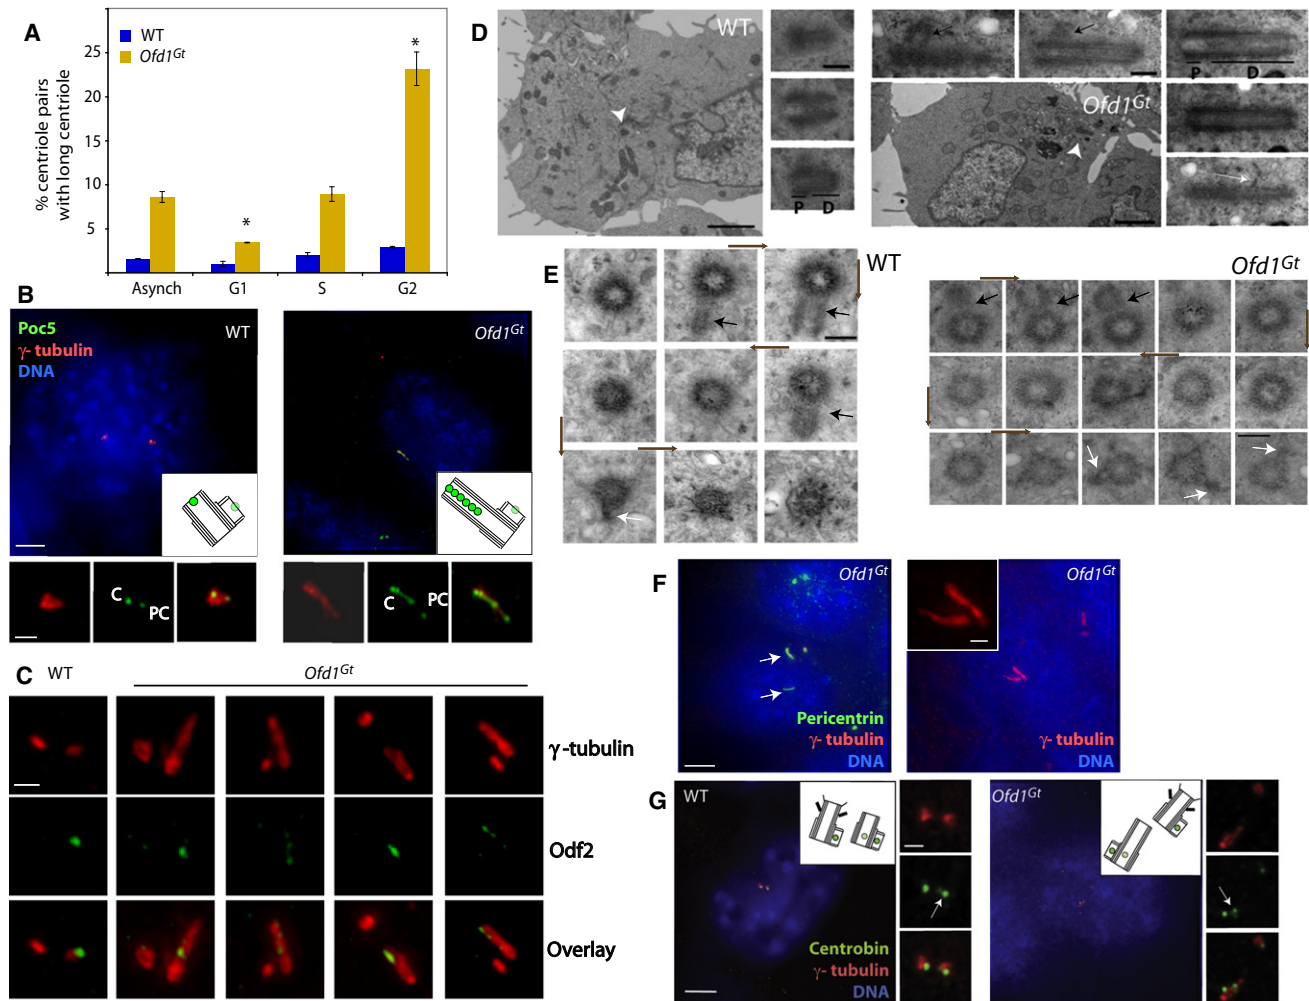 A
WT
Ofd1Gt
% centriole pairs
with long centriole
25
20
15
10
5
*
*
Asynch G1 S G2
B
Poc5
γ- tubulin
DNA
WT
Ofd1Gt
C
PC
C
PC
C
WT
Ofd1Gt
γ-tubulin
Odf2
Overlay
D
WT
P D
Ofd1Gt
P D
E
WT
Ofd1Gt
F
Ofd1Gt
Pericentrin
γ- tubulin
DNA
Ofd1Gt
γ- tubulin
DNA
G
WT
Centrobin
γ- tubulin
DNA
Ofd1Gt